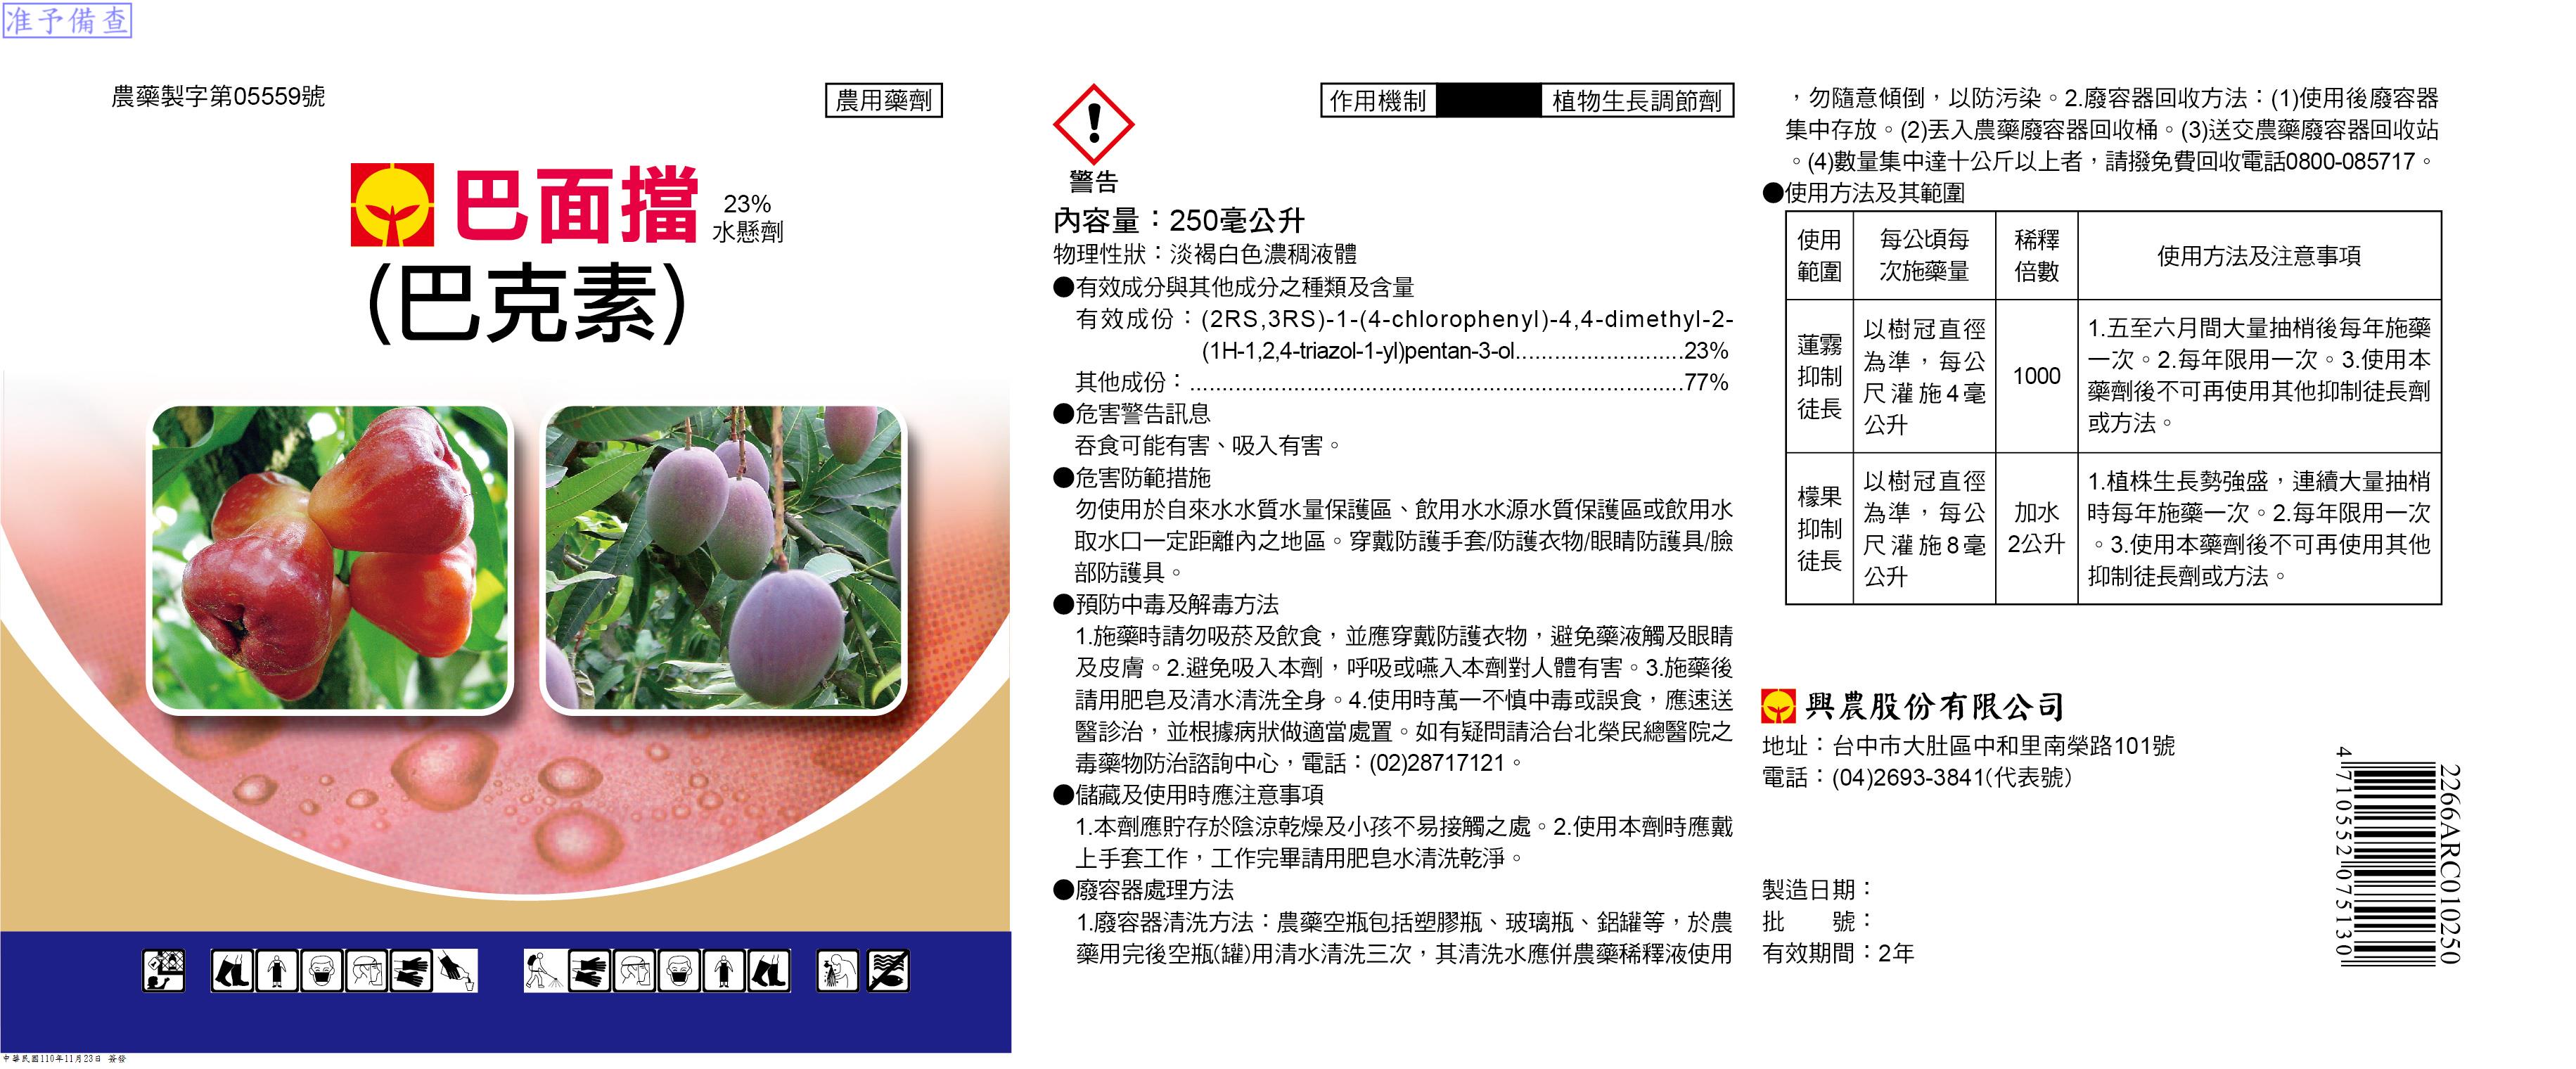 准予備查
農藥製字第05559號
農用藥劑
巴面擋
23%
水懸劑
(巴克素)
中華民國110年11月23日 簽發
警告
作用機制
植物生長調節劑
內容量：250毫公升
物理性狀：淡褐白色濃稠液體
●有效成分與其他成分之種類及含量
有效成份：(2RS,3RS)-1-(4-chlorophenyl)-4,4-dimethyl-2-
(1H-1,2,4-triazol-1-yl)pentan-3-ol..........................23%
其他成份：............................................................................77%
●危害警告訊息
吞食可能有害、吸入有害。
●危害防範措施
勿使用於自來水水質水量保護區、飲用水水源水質保護區或飲用水
取水口一定距離內之地區。穿戴防護手套/防護衣物/眼睛防護具/臉
部防護具。
●預防中毒及解毒方法
1.施藥時請勿吸菸及飲食，並應穿戴防護衣物，避免藥液觸及眼睛
及皮膚。2.避免吸入本劑，呼吸或嚥入本劑對人體有害。3.施藥後
請用肥皂及清水清洗全身。4.使用時萬一不慎中毒或誤食，應速送
醫診治，並根據病狀做適當處置。如有疑問請洽台北榮民總醫院之
毒藥物防治諮詢中心，電話：(02)28717121。
●儲藏及使用時應注意事項
1.本劑應貯存於陰涼乾燥及小孩不易接觸之處。2.使用本劑時應戴
上手套工作，工作完畢請用肥皂水清洗乾淨。
●廢容器處理方法
1.廢容器清洗方法：農藥空瓶包括塑膠瓶、玻璃瓶、鋁罐等，於農
藥用完後空瓶(罐)用清水清洗三次，其清洗水應併農藥稀釋液使用
，勿隨意傾倒，以防污染。2.廢容器回收方法：(1)使用後廢容器
集中存放。(2)丟入農藥廢容器回收桶。(3)送交農藥廢容器回收站
。(4)數量集中達十公斤以上者，請撥免費回收電話0800-085717。
●使用方法及其範圍
使用
範圍
每公頃每
次施藥量
稀釋
倍數
使用方法及注意事項
蓮霧
抑制
徒長
以樹冠直徑
為準，每公
尺灌施4毫
公升
1000
1.五至六月間大量抽梢後每年施藥
一次。2.每年限用一次。3.使用本
藥劑後不可再使用其他抑制徒長劑
或方法。
檬果
抑制
徒長
以樹冠直徑
為準，每公
尺灌施8毫
公升
加水
2公升
1.植株生長勢強盛，連續大量抽梢
時每年施藥一次。2.每年限用一次
。3.使用本藥劑後不可再使用其他
抑制徒長劑或方法。
興農股份有限公司
地址：台中市大肚區中和里南榮路101號
電話：(04)2693-3841(代表號)
製造日期：
批　　號：
有效期間：2年
2266ARC010250
4710552075130